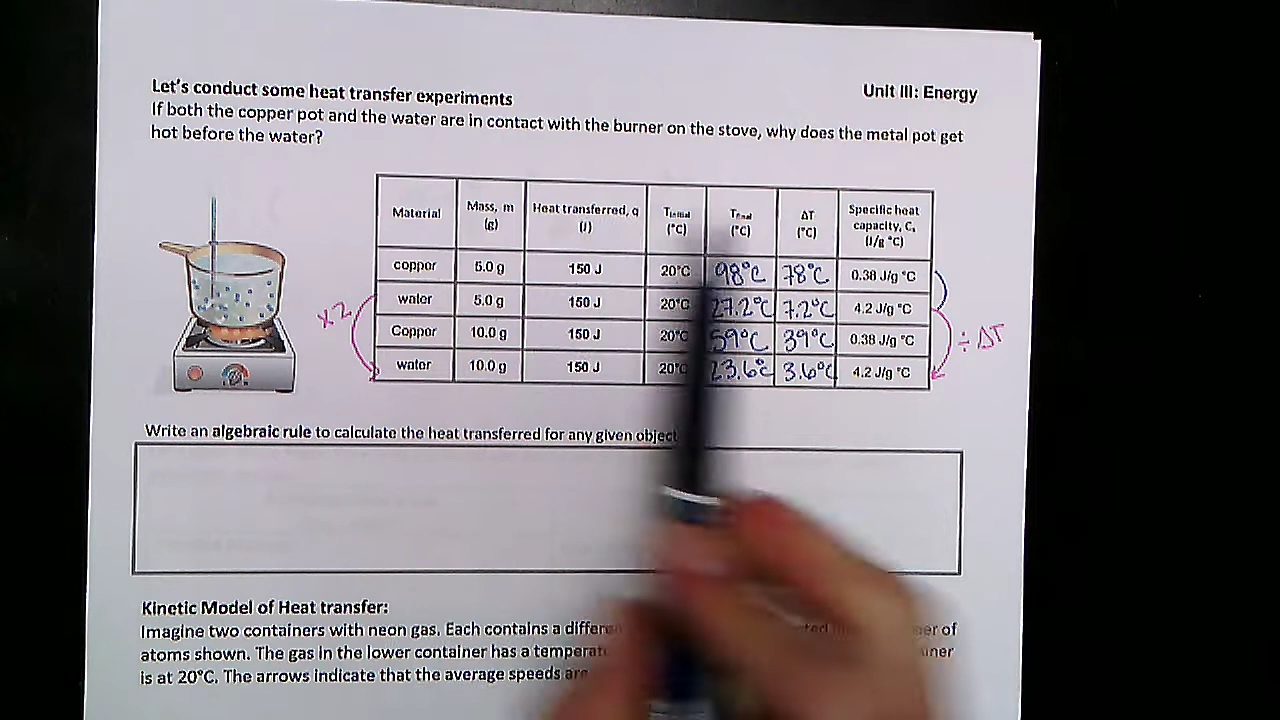 Let's conduct some heat transfer experiments
Unit III: Energy
If both the copper pot and the water are in contact with the burner on the stove, why does the metal pot get
hot before the water?
Material Mass, m (g) Heat transferred, q (J) Tinitial (°C) Tfinal (°C) ΔT (°C) Specific heat capacity, C, (J/g °C)
copper 5.0 g 150 J 20°C 98°C 78°C 0.38 J/g °C
water 5.0 g 150 J 20°C 27.2°C 7.2°C 4.2 J/g °C
Copper 10.0 g 150 J 20°C 59°C 39°C 0.38 J/g °C
water 10.0 g 150 J 20°C 23.6°C 3.6°C 4.2 J/g °C
x2
÷ ΔT
Write an algebraic rule to calculate the heat transferred for any given object
Kinetic Model of Heat transfer:
Imagine two containers with neon gas. Each contains a of
atoms shown. The gas in the lower container has a
is at 20°C. The arrows indicate that the average speeds are